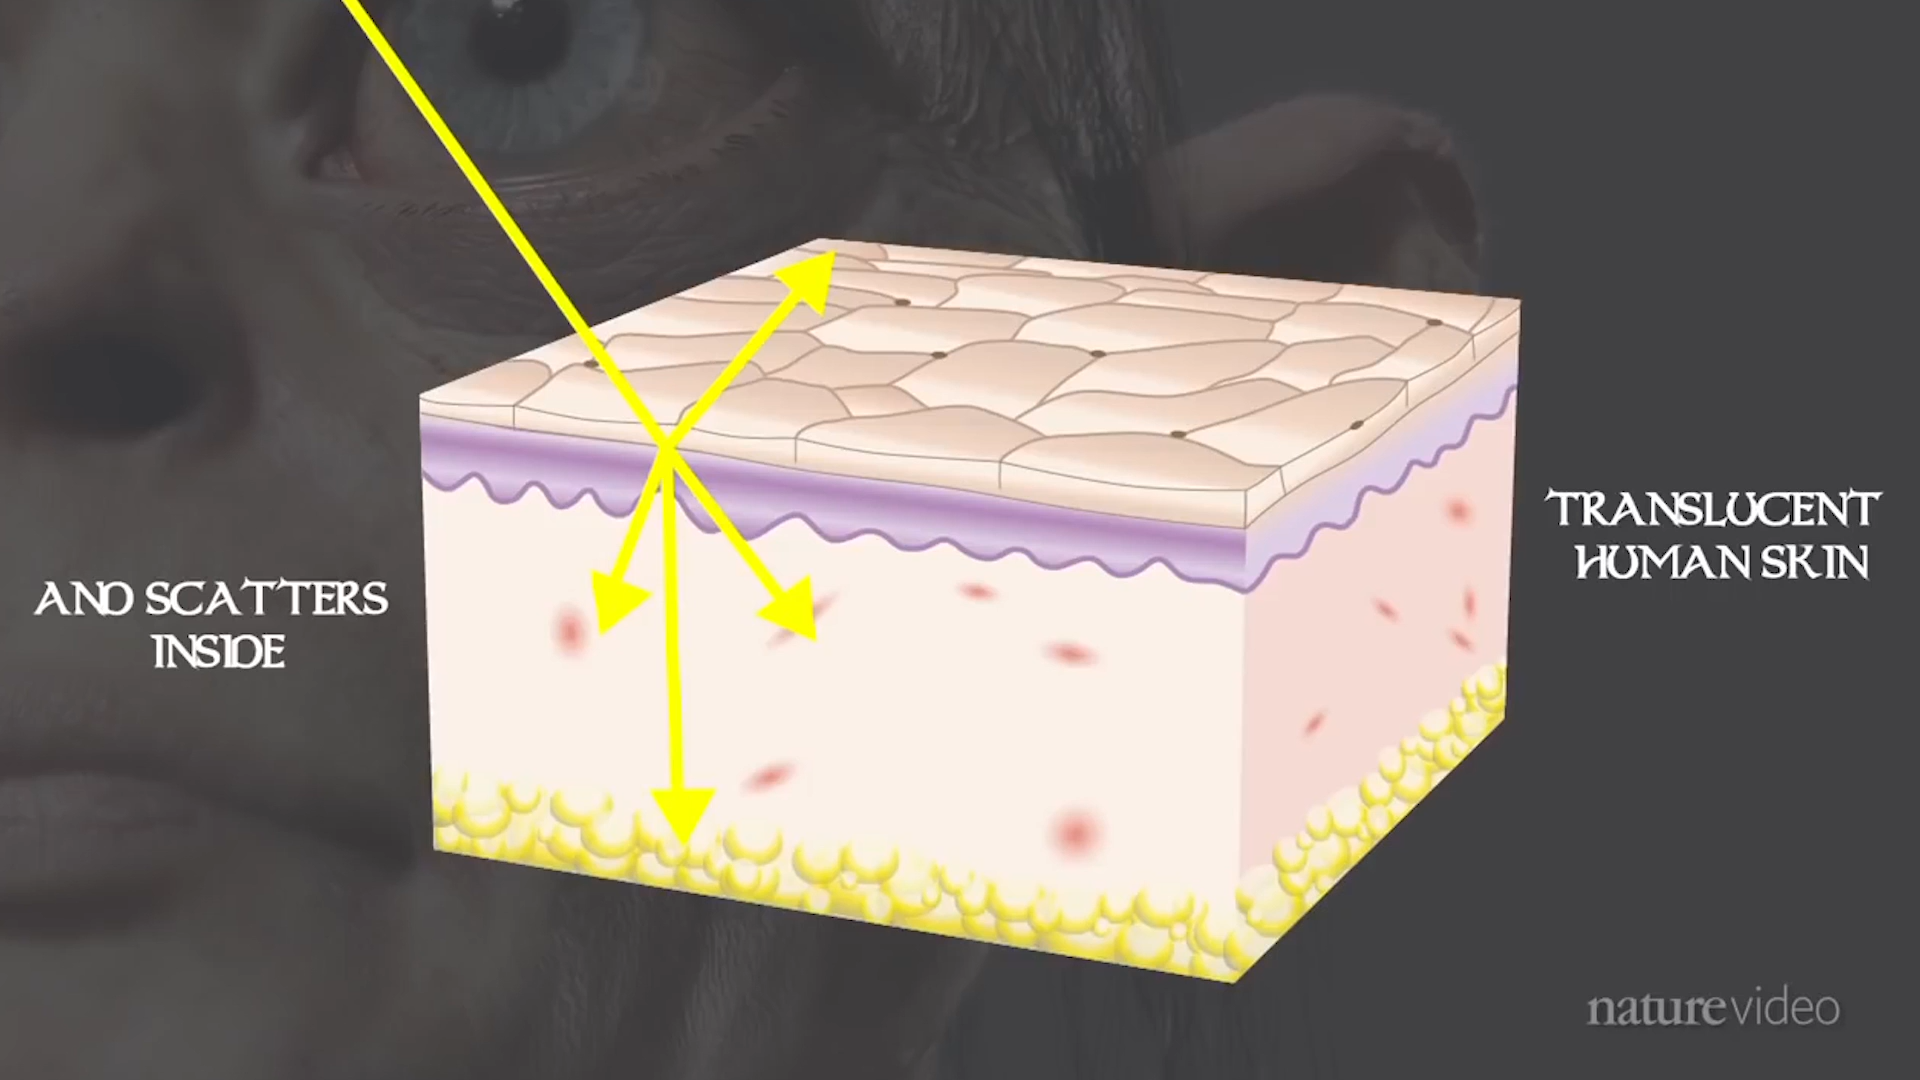 AND SCATTERS
INSIDE
TRANSLUCENT
HUMAN SKIN
naturevideo